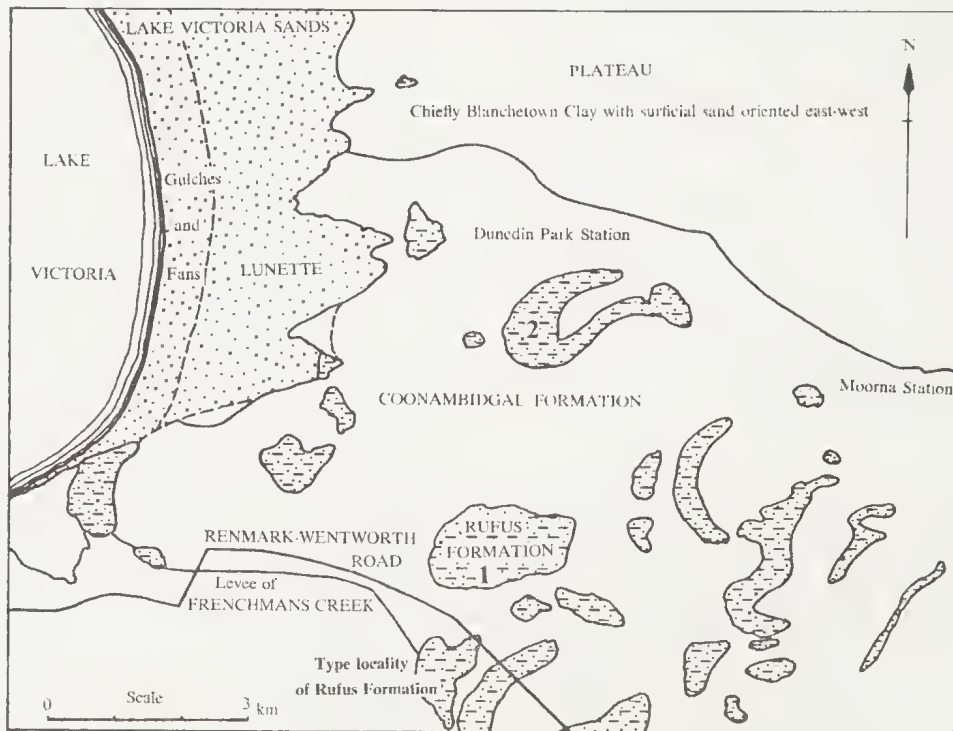 LAKE VICTORIA SANDS
N
PLATEAU
Chiefly Blanchetown Clay with surficial sand oriented east-west
LAKE
VICTORIA
Gulches
and
Fans
LUNETTE
Dunedin Park Station
2
Moorna Station
COONAMBIDGAL FORMATION
RENMARK-WENTWORTH
ROAD
RUFUS
FORMATION
1
Levee of
FRENCHMANS CREEK
Type locality
of Rufus Formation
0 Scale 3
km